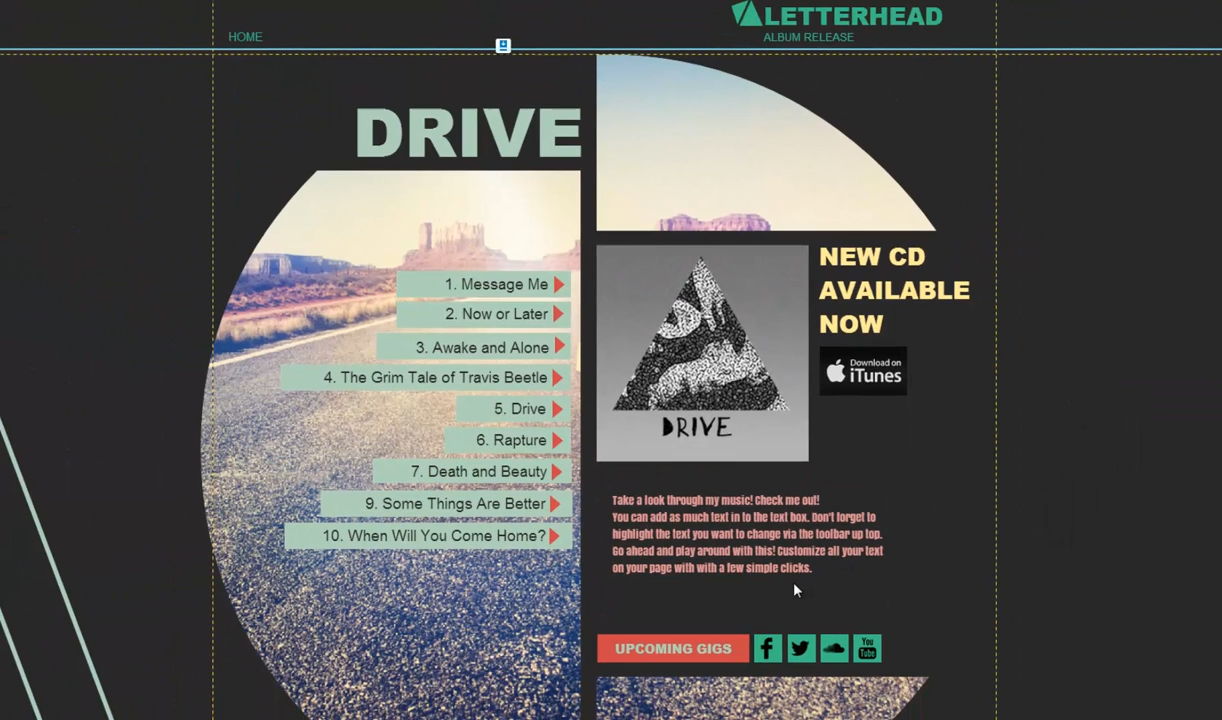 LETTERHEAD
HOME
ALBUM RELEASE
DRIVE
1. Message Me
2. Now or Later
3. Awake and Alone
4. The Grim Tale of Travis Beetle
5. Drive
6. Rapture
7. Death and Beauty
9. Some Things Are Better
10. When Will You Come Home?
DRIVE
NEW CD
AVAILABLE
NOW
Download on
iTunes
Take a look through my music! Check me out!
You can add as much text in to the text box. Don't forget to
highlight the text you want to change via the toolbar up top.
Go ahead and play around with this! Customize all your text
on your page with with a few simple clicks.
UPCOMING GIGS
You
Tube